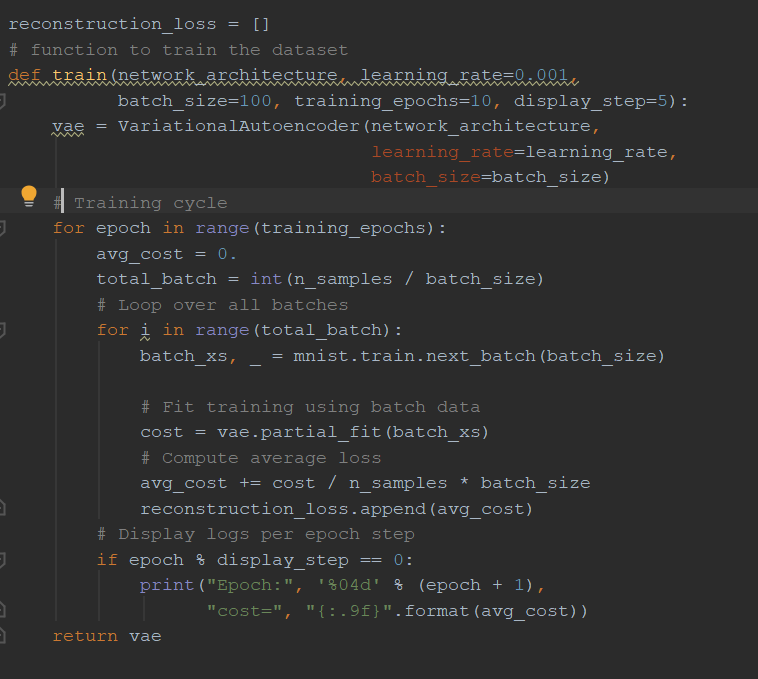 reconstruction_loss = []
# function to train the dataset
def train(network_architecture, learning_rate=0.001,
          batch_size=100, training_epochs=10, display_step=5):
    vae = VariationalAutoencoder(network_architecture,
                                 learning_rate=learning_rate,
                                 batch_size=batch_size)
    # Training cycle
    for epoch in range(training_epochs):
        avg_cost = 0.
        total_batch = int(n_samples / batch_size)
        # Loop over all batches
        for i in range(total_batch):
            batch_xs, _ = mnist.train.next_batch(batch_size)

            # Fit training using batch data
            cost = vae.partial_fit(batch_xs)
            # Compute average loss
            avg_cost += cost / n_samples * batch_size
            reconstruction_loss.append(avg_cost)
        # Display logs per epoch step
        if epoch % display_step == 0:
            print("Epoch:", '%04d' % (epoch + 1),
                  "cost=", "{:.9f}".format(avg_cost))
    return vae